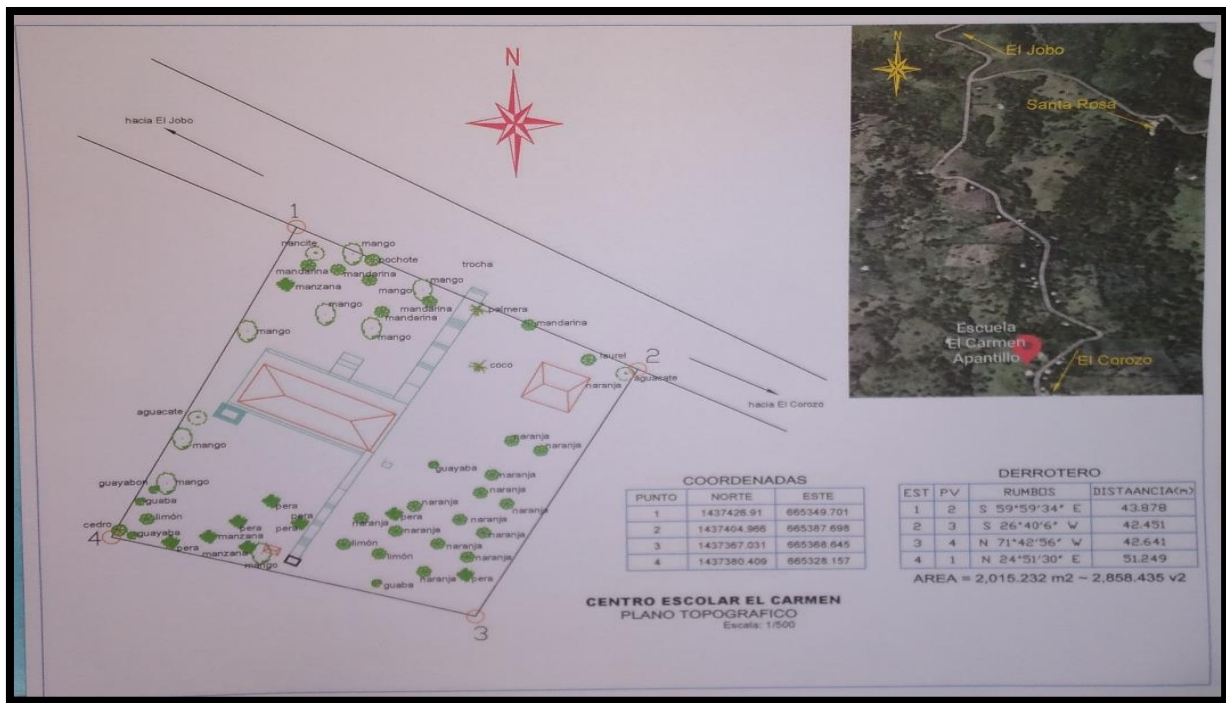 N
hacia El Jobo
1
nancite
mango
pochote
mandarina
mandarina
manzana
mango
mango
trocha
mango
mandarina
mandarina
palmera
mandarina
mango
mango
coco
laurel
2
naranja
aguacate
hacia El Corozo
aguacate
mango
naranja
naranja
guayaba
naranja
guayabon
mango
naranja
guaba
pera
naranja
naranja
limón
pera
pera
pera
naranja
naranja
naranja
cedro
guayaba
manzana
naranja
4
pera
manzana
limón
naranja
mango
limón
naranja
guaba
naranja
pera
3
N
El Jobo
Santa Rosa
Escuela
El Carmen
Apantillo
El Corozo
COORDENADAS
PUNTO NORTE ESTE
1 1437426.91 665349.701
2 1437404.966 665387.698
3 1437367.031 665368.645
4 1437380.409 665328.157
DERROTERO
EST PV RUMBOS DISTAANCIA(m)
1 2 S 59°59'34" E 43.878
2 3 S 26°40'6" W 42.451
3 4 N 71°42'56" W 42.641
4 1 N 24°51'30" E 51.249
AREA = 2,015.232 m2 ~ 2,858.435 v2
CENTRO ESCOLAR EL CARMEN
PLANO TOPOGRAFICO
Escala: 1/500